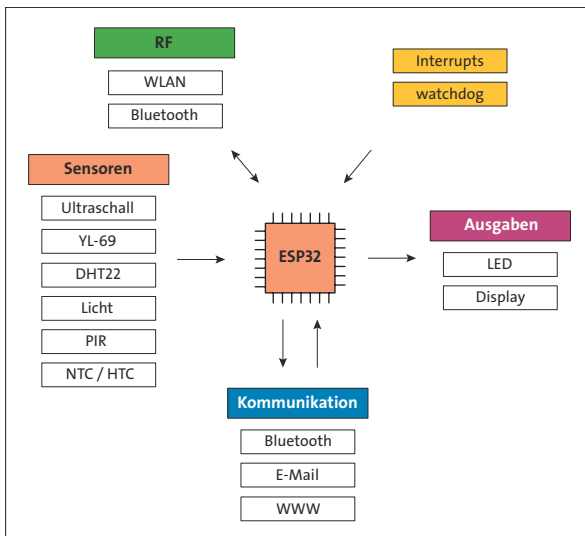 RF
WLAN
Bluetooth
Interrupts
watchdog
Sensoren
Ultraschall
YL-69
DHT22
Licht
PIR
NTC / HTC
ESP32
Ausgaben
LED
Display
Kommunikation
Bluetooth
E-Mail
WWW